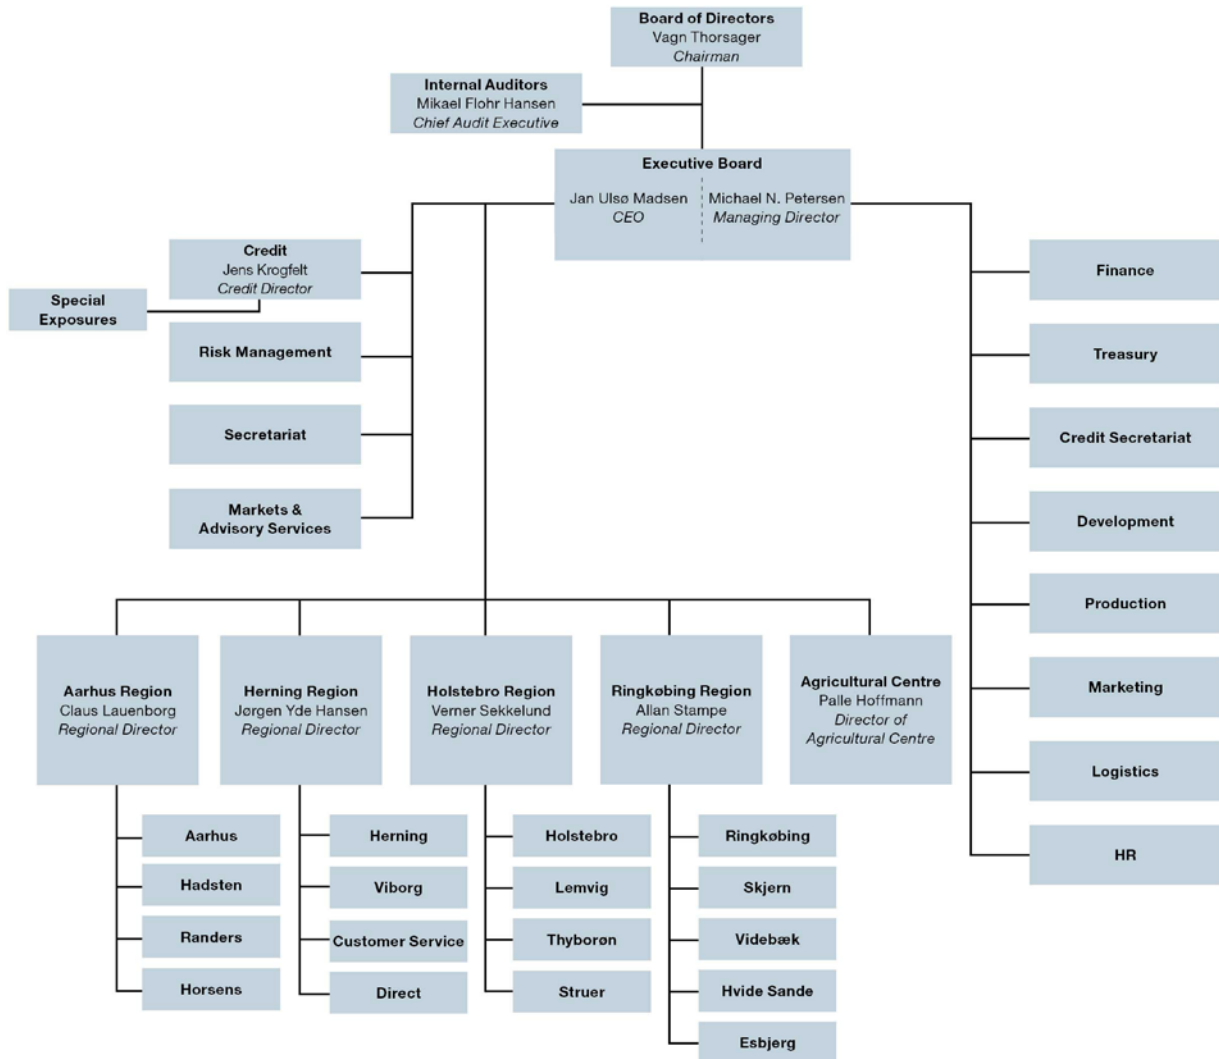 Board of Directors
Vagn Thorsager
Chairman
Internal Auditors
Mikael Flohr Hansen
Chief Audit Executive
Executive Board
Jan Ulsø Madsen
CEO
Michael N. Petersen
Managing Director
Credit
Jens Krogfelt
Credit Director
Special
Exposures
Risk Management
Secretariat
Markets &
Advisory Services
Finance
Treasury
Credit Secretariat
Development
Production
Marketing
Logistics
HR
Aarhus Region
Claus Lauenborg
Regional Director
Aarhus
Hadsten
Randers
Horsens
Herning Region
Jørgen Yde Hansen
Regional Director
Herning
Viborg
Customer Service
Direct
Holstebro Region
Verner Sekkelund
Regional Director
Holstebro
Lemvig
Thyborøn
Struer
Ringkøbing Region
Allan Stampe
Regional Director
Ringkøbing
Skjern
Videbæk
Hvide Sande
Esbjerg
Agricultural Centre
Palle Hoffmann
Director of
Agricultural Centre